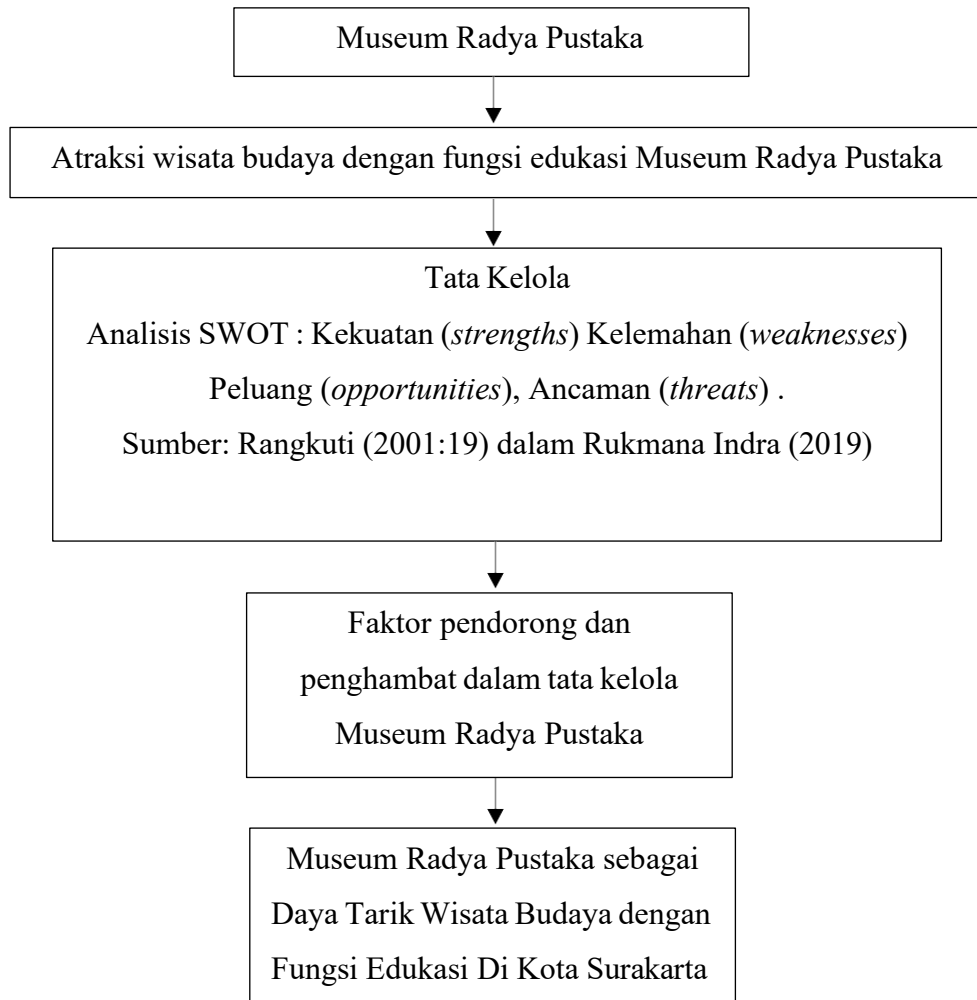 Museum Radya Pustaka
Atraksi wisata budaya dengan fungsi edukasi Museum Radya Pustaka
Tata Kelola
Analisis SWOT : Kekuatan (strengths) Kelemahan (weaknesses)
Peluang (opportunities), Ancaman (threats) .
Sumber: Rangkuti (2001:19) dalam Rukmana Indra (2019)
Faktor pendorong dan
penghambat dalam tata kelola
Museum Radya Pustaka
Museum Radya Pustaka sebagai
Daya Tarik Wisata Budaya dengan
Fungsi Edukasi Di Kota Surakarta